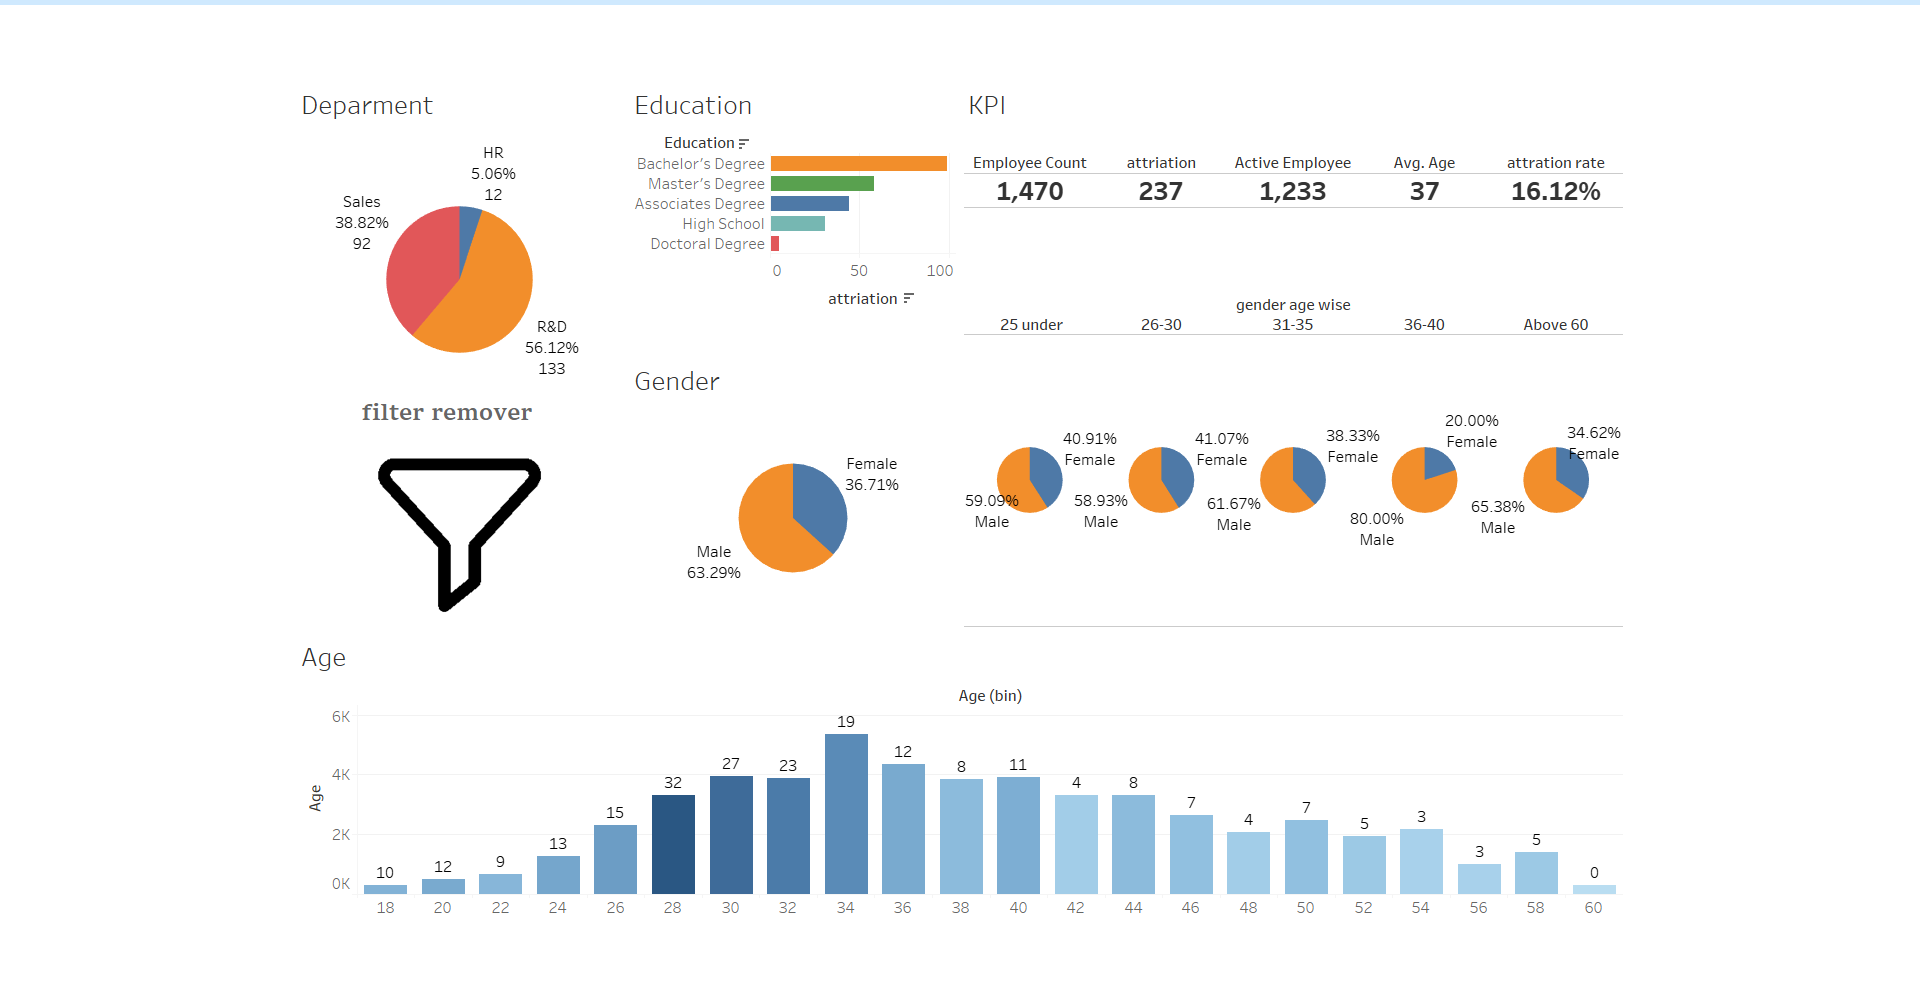 Deparment
HR
5.06%
12
Sales
38.82%
92
R&D
56.12%
133
filter remover
Education
Education
Bachelor's Degree
Master's Degree
Associates Degree
High School
Doctoral Degree
0 50 100
attriation
Gender
Female
36.71%
Male
63.29%
KPI
Employee Count attriation Active Employee Avg. Age attration rate
1,470 237 1,233 37 16.12%
gender age wise
25 under 26-30 31-35 36-40 Above 60
40.91%
Female
59.09%
Male
41.07%
Female
58.93%
Male
38.33%
Female
61.67%
Male
20.00%
Female
80.00%
Male
34.62%
Female
65.38%
Male
Age
Age (bin)
6K
4K
2K
0K
Age
10 12 9 13 15 32 27 23 19 12 8 11 4 8 7 4 7 5 3 3 5 0
18 20 22 24 26 28 30 32 34 36 38 40 42 44 46 48 50 52 54 56 58 60